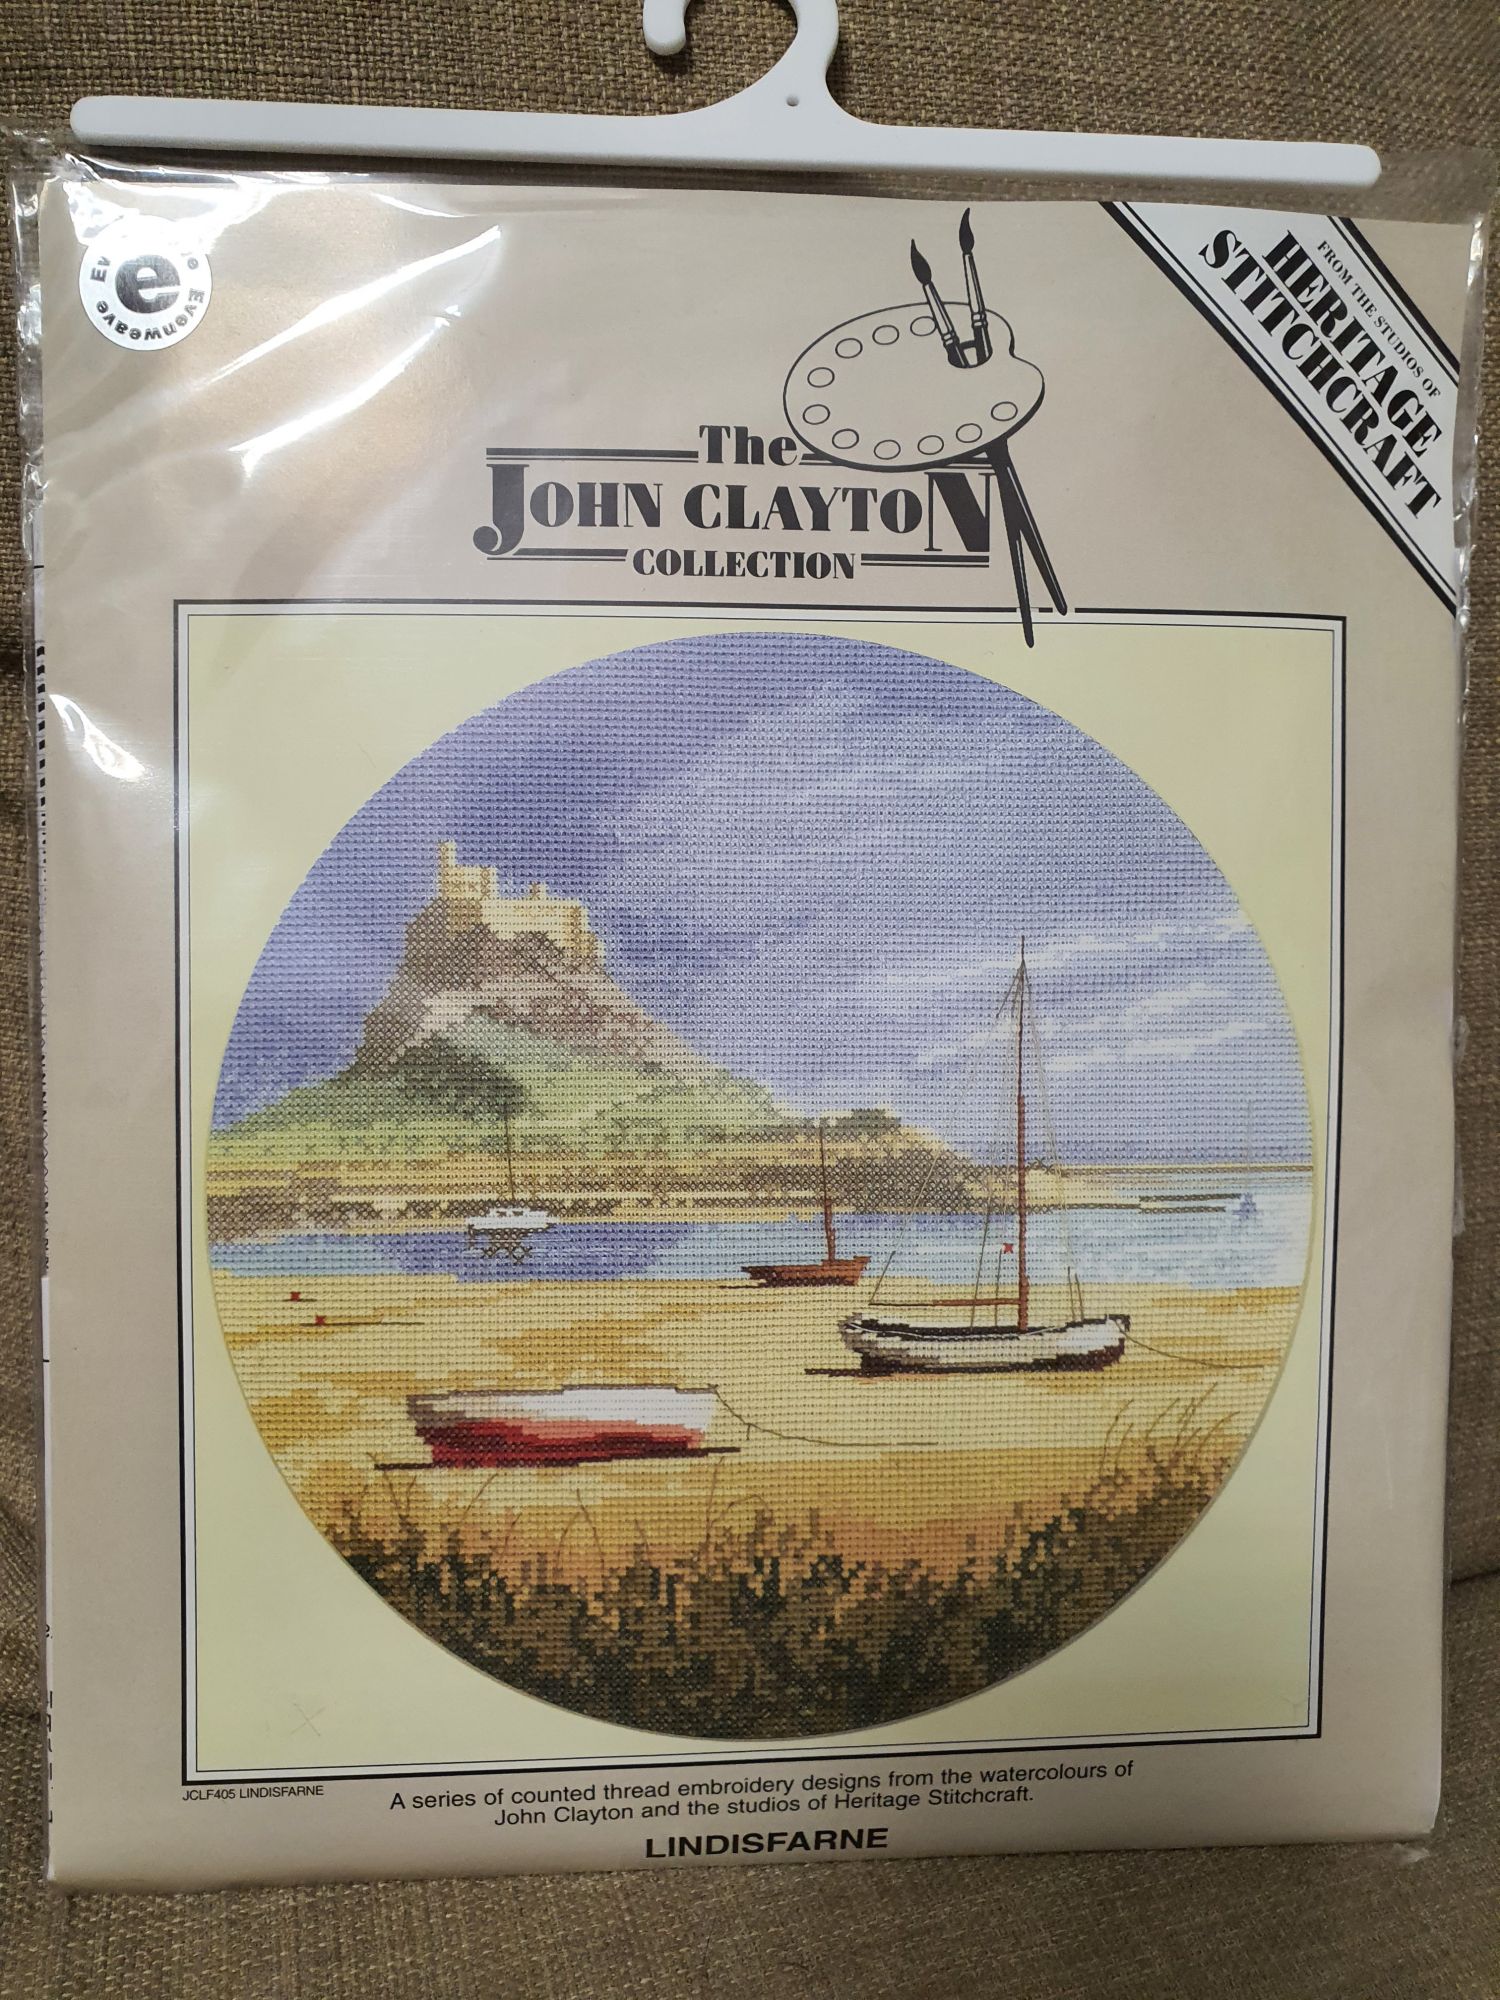 Evenweave
e
FROM THE STUDIOS OF
HERITAGE
STITCHCRAFT
The
JOHN CLAYTON
COLLECTION
JCLF405 LINDISFARNE
A series of counted thread embroidery designs from the watercolours of
John Clayton and the studios of Heritage Stitchcraft.
LINDISFARNE